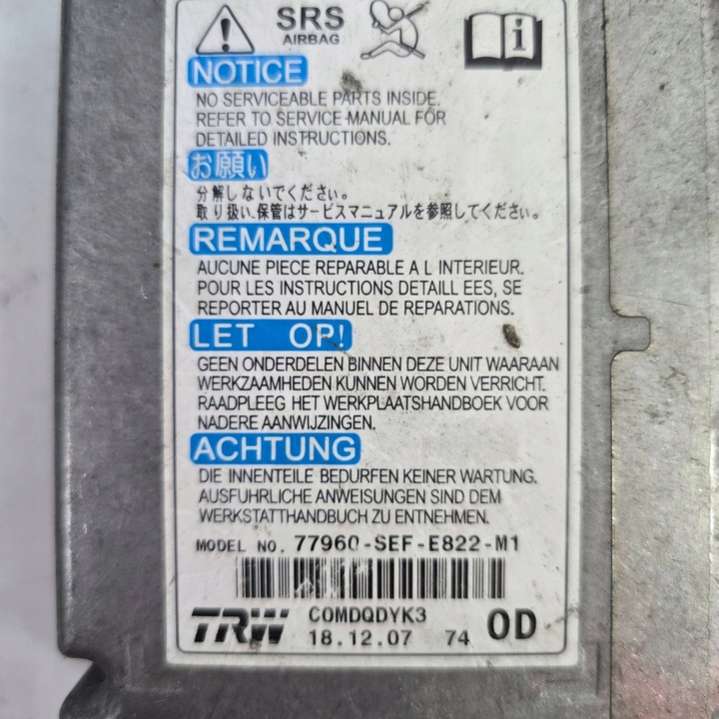 SRS
AIRBAG
NOTICE
NO SERVICEABLE PARTS INSIDE.
REFER TO SERVICE MANUAL FOR
DETAILED INSTRUCTIONS.
お願い
分解しないでください。
取り扱い、保管はサービスマニュアルを参照してください。
REMARQUE
AUCUNE PIECE REPARABLE A L INTERIEUR.
POUR LES INSTRUCTIONS DETAILL EES, SE
REPORTER AU MANUEL DE REPARATIONS.
LET OP!
GEEN ONDERDELEN BINNEN DEZE UNIT WAARAAN
WERKZAAMHEDEN KUNNEN WORDEN VERRICHT.
RAADPLEEG HET WERKPLAATSHANDBOEK VOOR
NADERE AANWIJZINGEN.
ACHTUNG
DIE INNENTEILE BEDURFEN KEINER WARTUNG.
AUSFUHRLICHE ANWEISUNGEN SIND DEM
WERKSTATTHANDBUCH ZU ENTNEHMEN.
MODEL NO. 77960-SEF-E822-M1
TRW C0MDQDYK3
18.12.07 74 0D